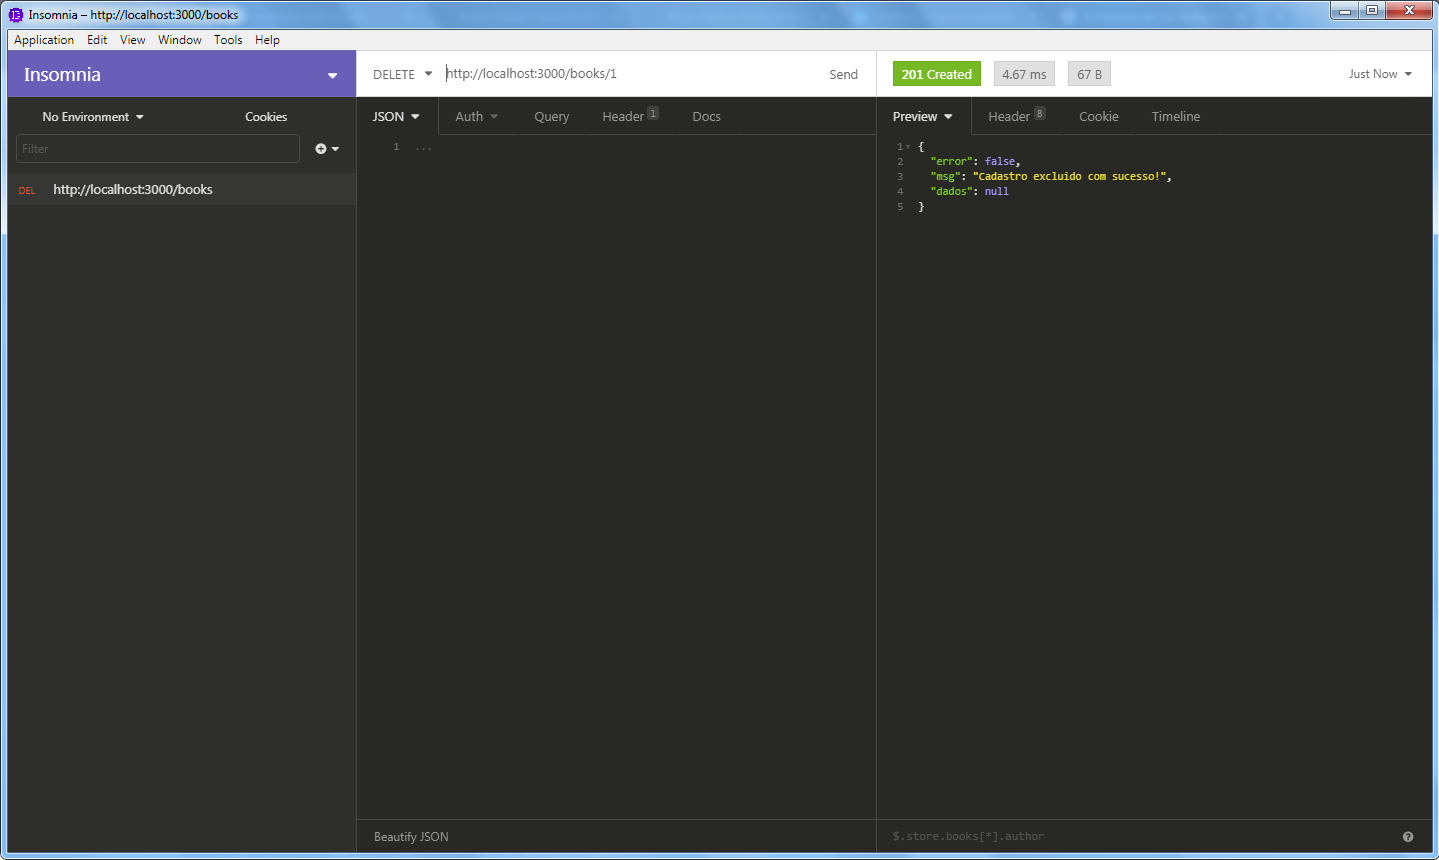 Insomnia – http://localhost:3000/books
Application Edit View Window Tools Help
Insomnia
DELETE http://localhost:3000/books/1 Send
201 Created 4.67 ms 67 B Just Now
No Environment Cookies
JSON Auth Query Header 1 Docs
Preview Header 8 Cookie Timeline
Filter
DEL http://localhost:3000/books
1 ...
1 {
2 "error": false,
3 "msg": "Cadastro excluido com sucesso!",
4 "dados": null
5 }
Beautify JSON
$.store.books[*].author